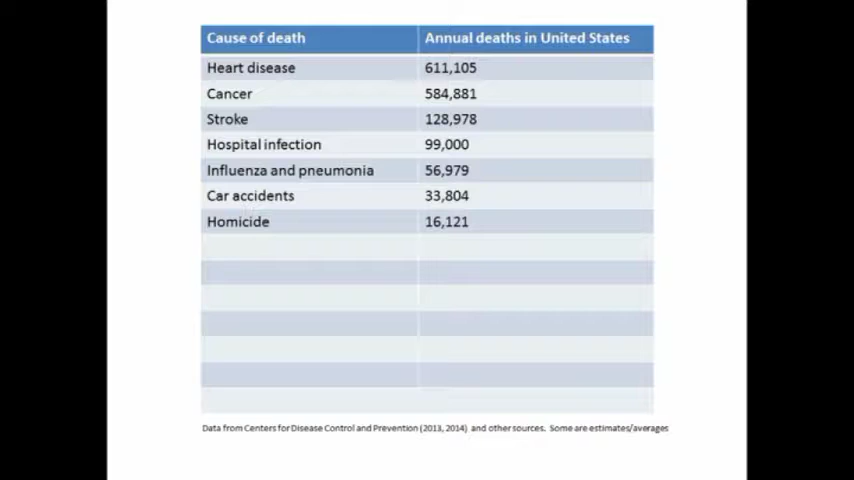 Cause of death Annual deaths in United States
Heart disease 611,105
Cancer 584,881
Stroke 128,978
Hospital infection 99,000
Influenza and pneumonia 56,979
Car accidents 33,804
Homicide 16,121
Data from Centers for Disease Control and Prevention (2013, 2014) and other sources. Some are estimates/averages